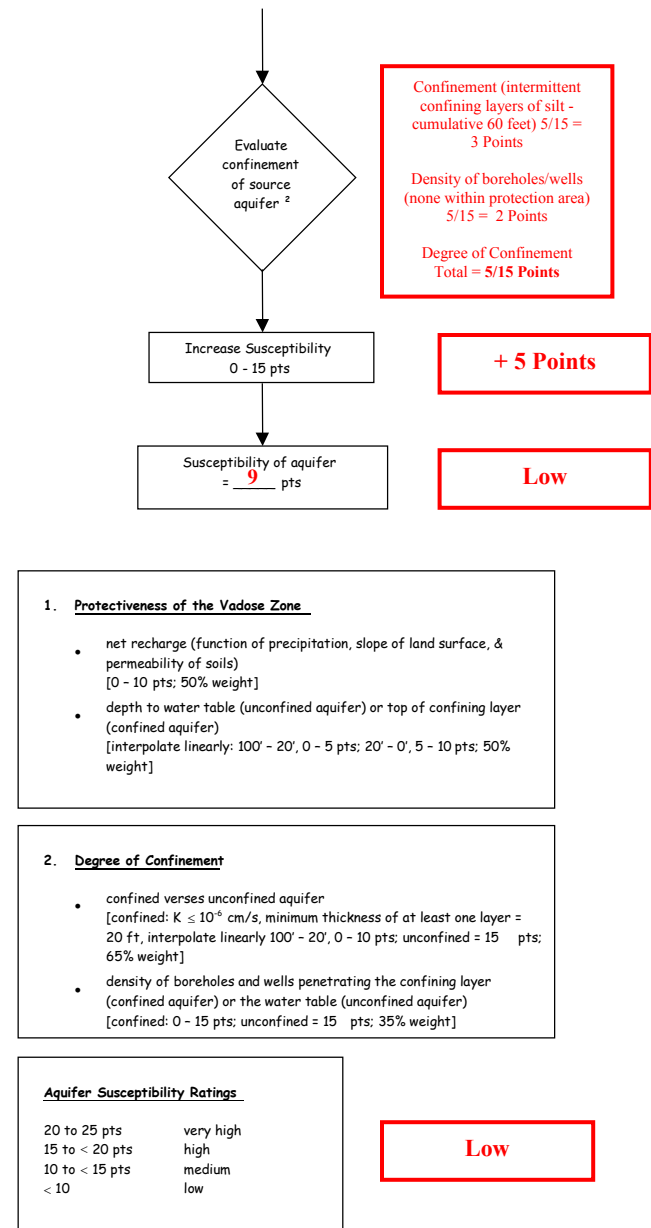 Evaluate
confinement
of source
aquifer ²
Confinement (intermittent
confining layers of silt -
cumulative 60 feet) 5/15 =
3 Points
Density of boreholes/wells
(none within protection area)
5/15 = 2 Points
Degree of Confinement
Total = 5/15 Points
Increase Susceptibility
0 - 15 pts
+ 5 Points
Susceptibility of aquifer
= __9__ pts
Low
1. Protectiveness of the Vadose Zone
• net recharge (function of precipitation, slope of land surface, &
permeability of soils)
[0 – 10 pts; 50% weight]
• depth to water table (unconfined aquifer) or top of confining layer
(confined aquifer)
[interpolate linearly: 100' – 20', 0 – 5 pts; 20' – 0', 5 – 10 pts; 50%
weight]
2. Degree of Confinement
• confined verses unconfined aquifer
[confined: K ≤ 10⁻⁶ cm/s, minimum thickness of at least one layer =
20 ft, interpolate linearly 100' – 20', 0 – 10 pts; unconfined = 15 pts;
65% weight]
• density of boreholes and wells penetrating the confining layer
(confined aquifer) or the water table (unconfined aquifer)
[confined: 0 – 15 pts; unconfined = 15 pts; 35% weight]
Aquifer Susceptibility Ratings
20 to 25 pts very high
15 to < 20 pts high
10 to < 15 pts medium
< 10 low
Low